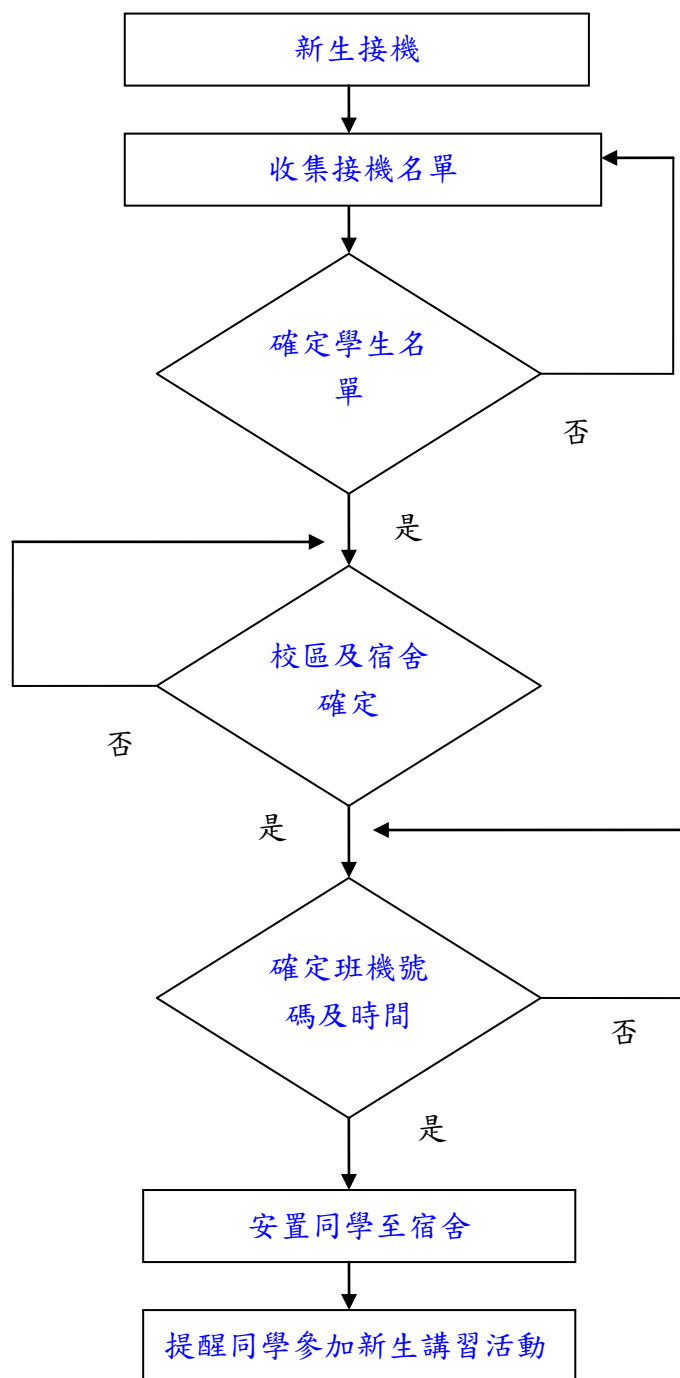 新生接機
收集接機名單
確定學生名
單
否
是
校區及宿舍
確定
否
是
確定班機號
碼及時間
否
是
安置同學至宿舍
提醒同學參加新生講習活動